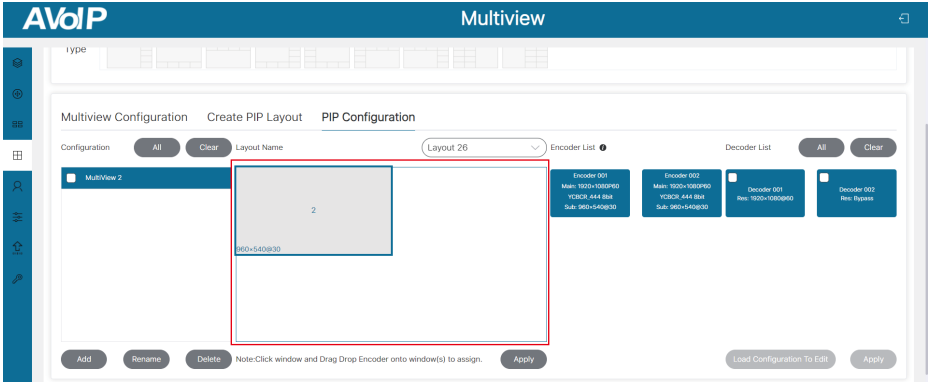 AVoIP
Multiview
Type
Multiview Configuration
Create PIP Layout
PIP Configuration
Configuration
All
Clear
Layout Name
Layout 26
Encoder List
Decoder List
All
Clear
MultiView 2
2
960×540@30
Encoder 001
Main: 1920×1080P60
YCBCR_444 8bit
Sub: 960×540@30
Encoder 002
Main: 1920×1080P60
YCBCR_444 8bit
Sub: 960×540@30
Decoder 001
Res: 1920×1080@60
Decoder 002
Res: Bypass
Add
Rename
Delete
Note:Click window and Drag Drop Encoder onto window(s) to assign.
Apply
Load Configuration To Edit
Apply